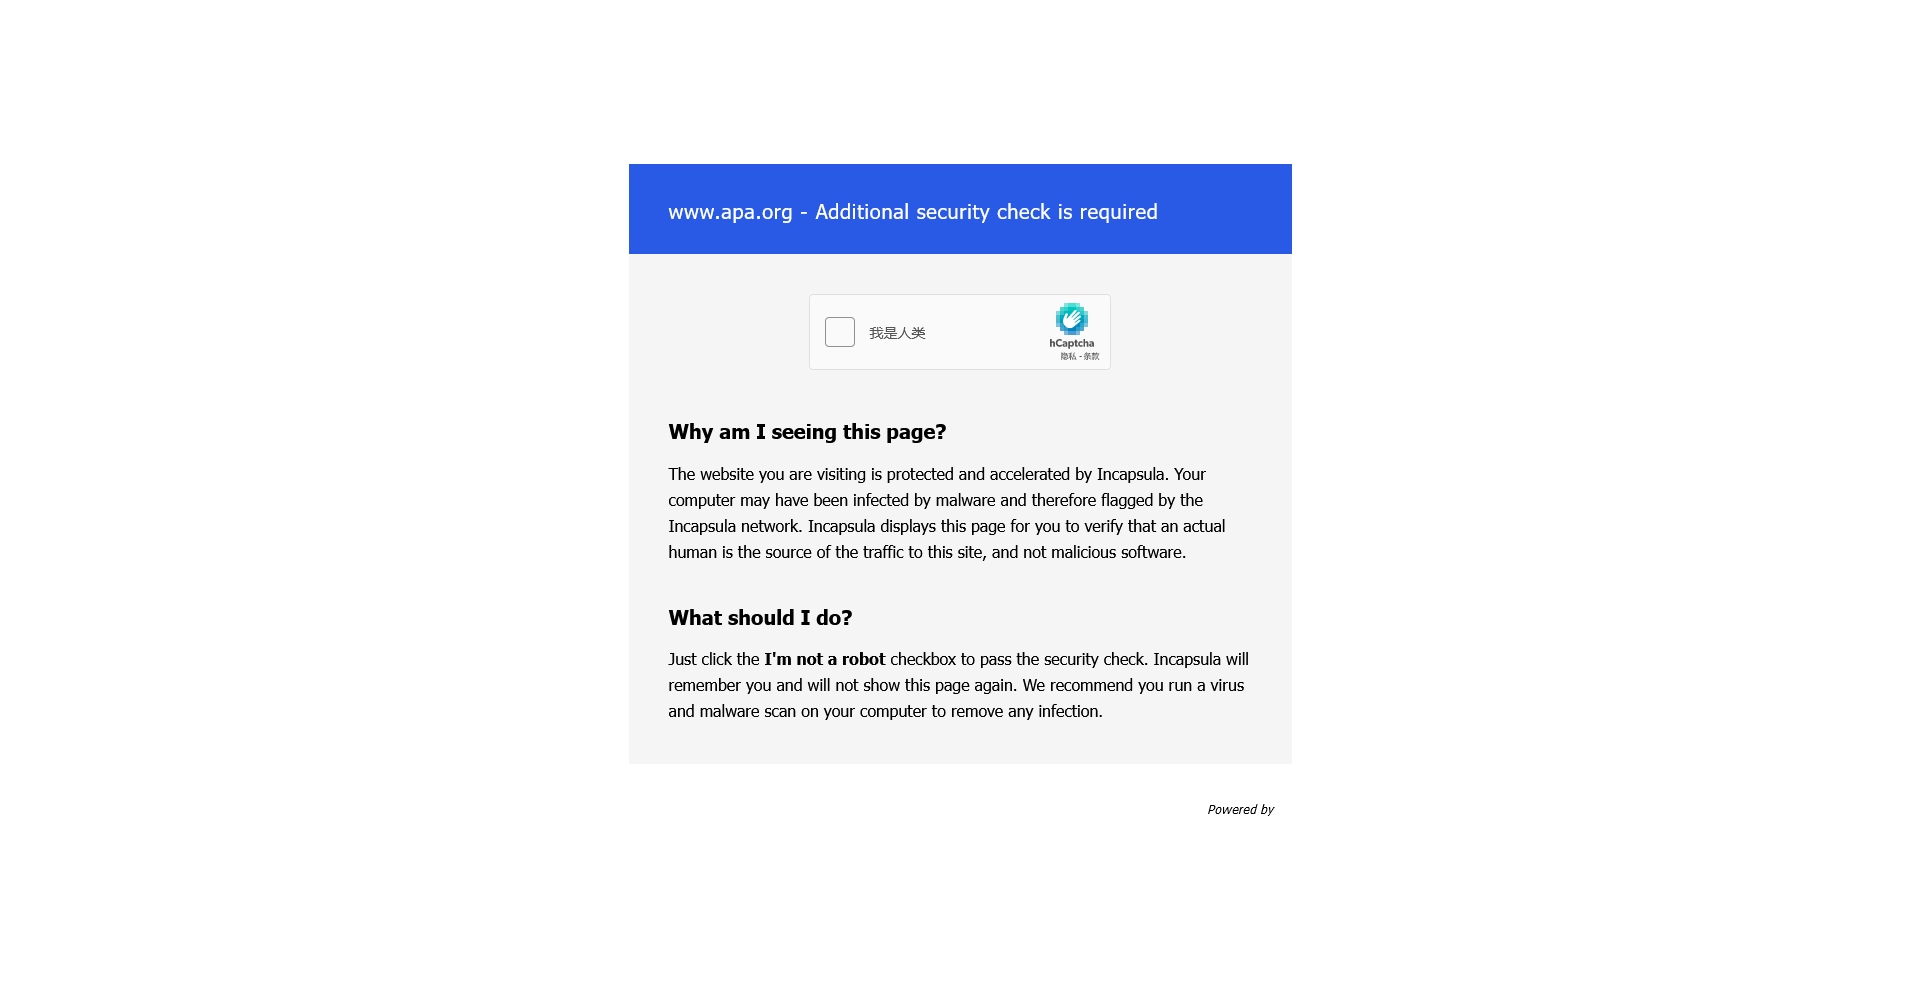 www.apa.org - Additional security check is required
我是人类
hCaptcha
隐私 - 条款
Why am I seeing this page?
The website you are visiting is protected and accelerated by Incapsula. Your
computer may have been infected by malware and therefore flagged by the
Incapsula network. Incapsula displays this page for you to verify that an actual
human is the source of the traffic to this site, and not malicious software.
What should I do?
Just click the I'm not a robot checkbox to pass the security check. Incapsula will
remember you and will not show this page again. We recommend you run a virus
and malware scan on your computer to remove any infection.
Powered by